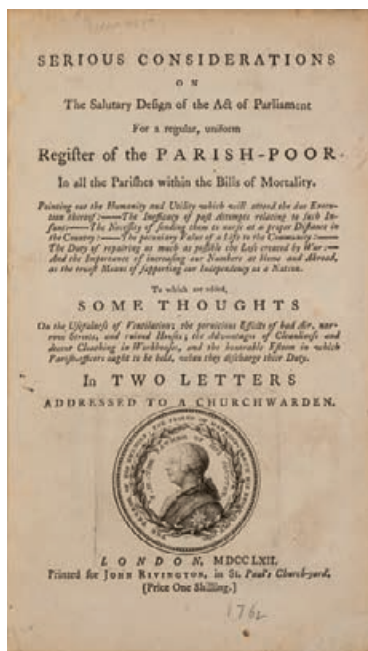 SERIOUS CONSIDERATIONS
ON
The Salutary Deſign of the Act of Parliament
For a regular, uniform
Regiſter of the PARISH-POOR
In all the Pariſhes within the Bills of Mortality.
Pointing out the Humanity and Utility which will attend the due Execu-
tion thereof:—The Inefficacy of paſt Attempts relating to ſuch In-
fants—The Neceſſity of ſending them to nurſe at a proper Diſtance in
the Country:—The pecuniary Value of a Life to the Community:—
The Duty of repairing as much as poſſible the Loſs created by War:—
And the Importance of increaſing our Numbers at Home and Abroad,
as the trueſt Means of ſupporting our Independency as a Nation.
To which are added,
SOME THOUGHTS
On the Uſefulneſs of Ventilation; the pernicious Effects of bad Air, nar-
row Streets, and ruined Houſes; the Advantages of Cleanlineſs and
decent Cloathing in Workhouſes, and the honorable Eſteem in which
Pariſh-officers ought to be held, when they diſcharge their Duty.
In TWO LETTERS
ADDRESSED TO A CHURCHWARDEN.
LONDON, MDCCLXII.
Printed for JOHN RIVINGTON, in St. Paul's Church-yard,
[Price One Shilling.]
1762